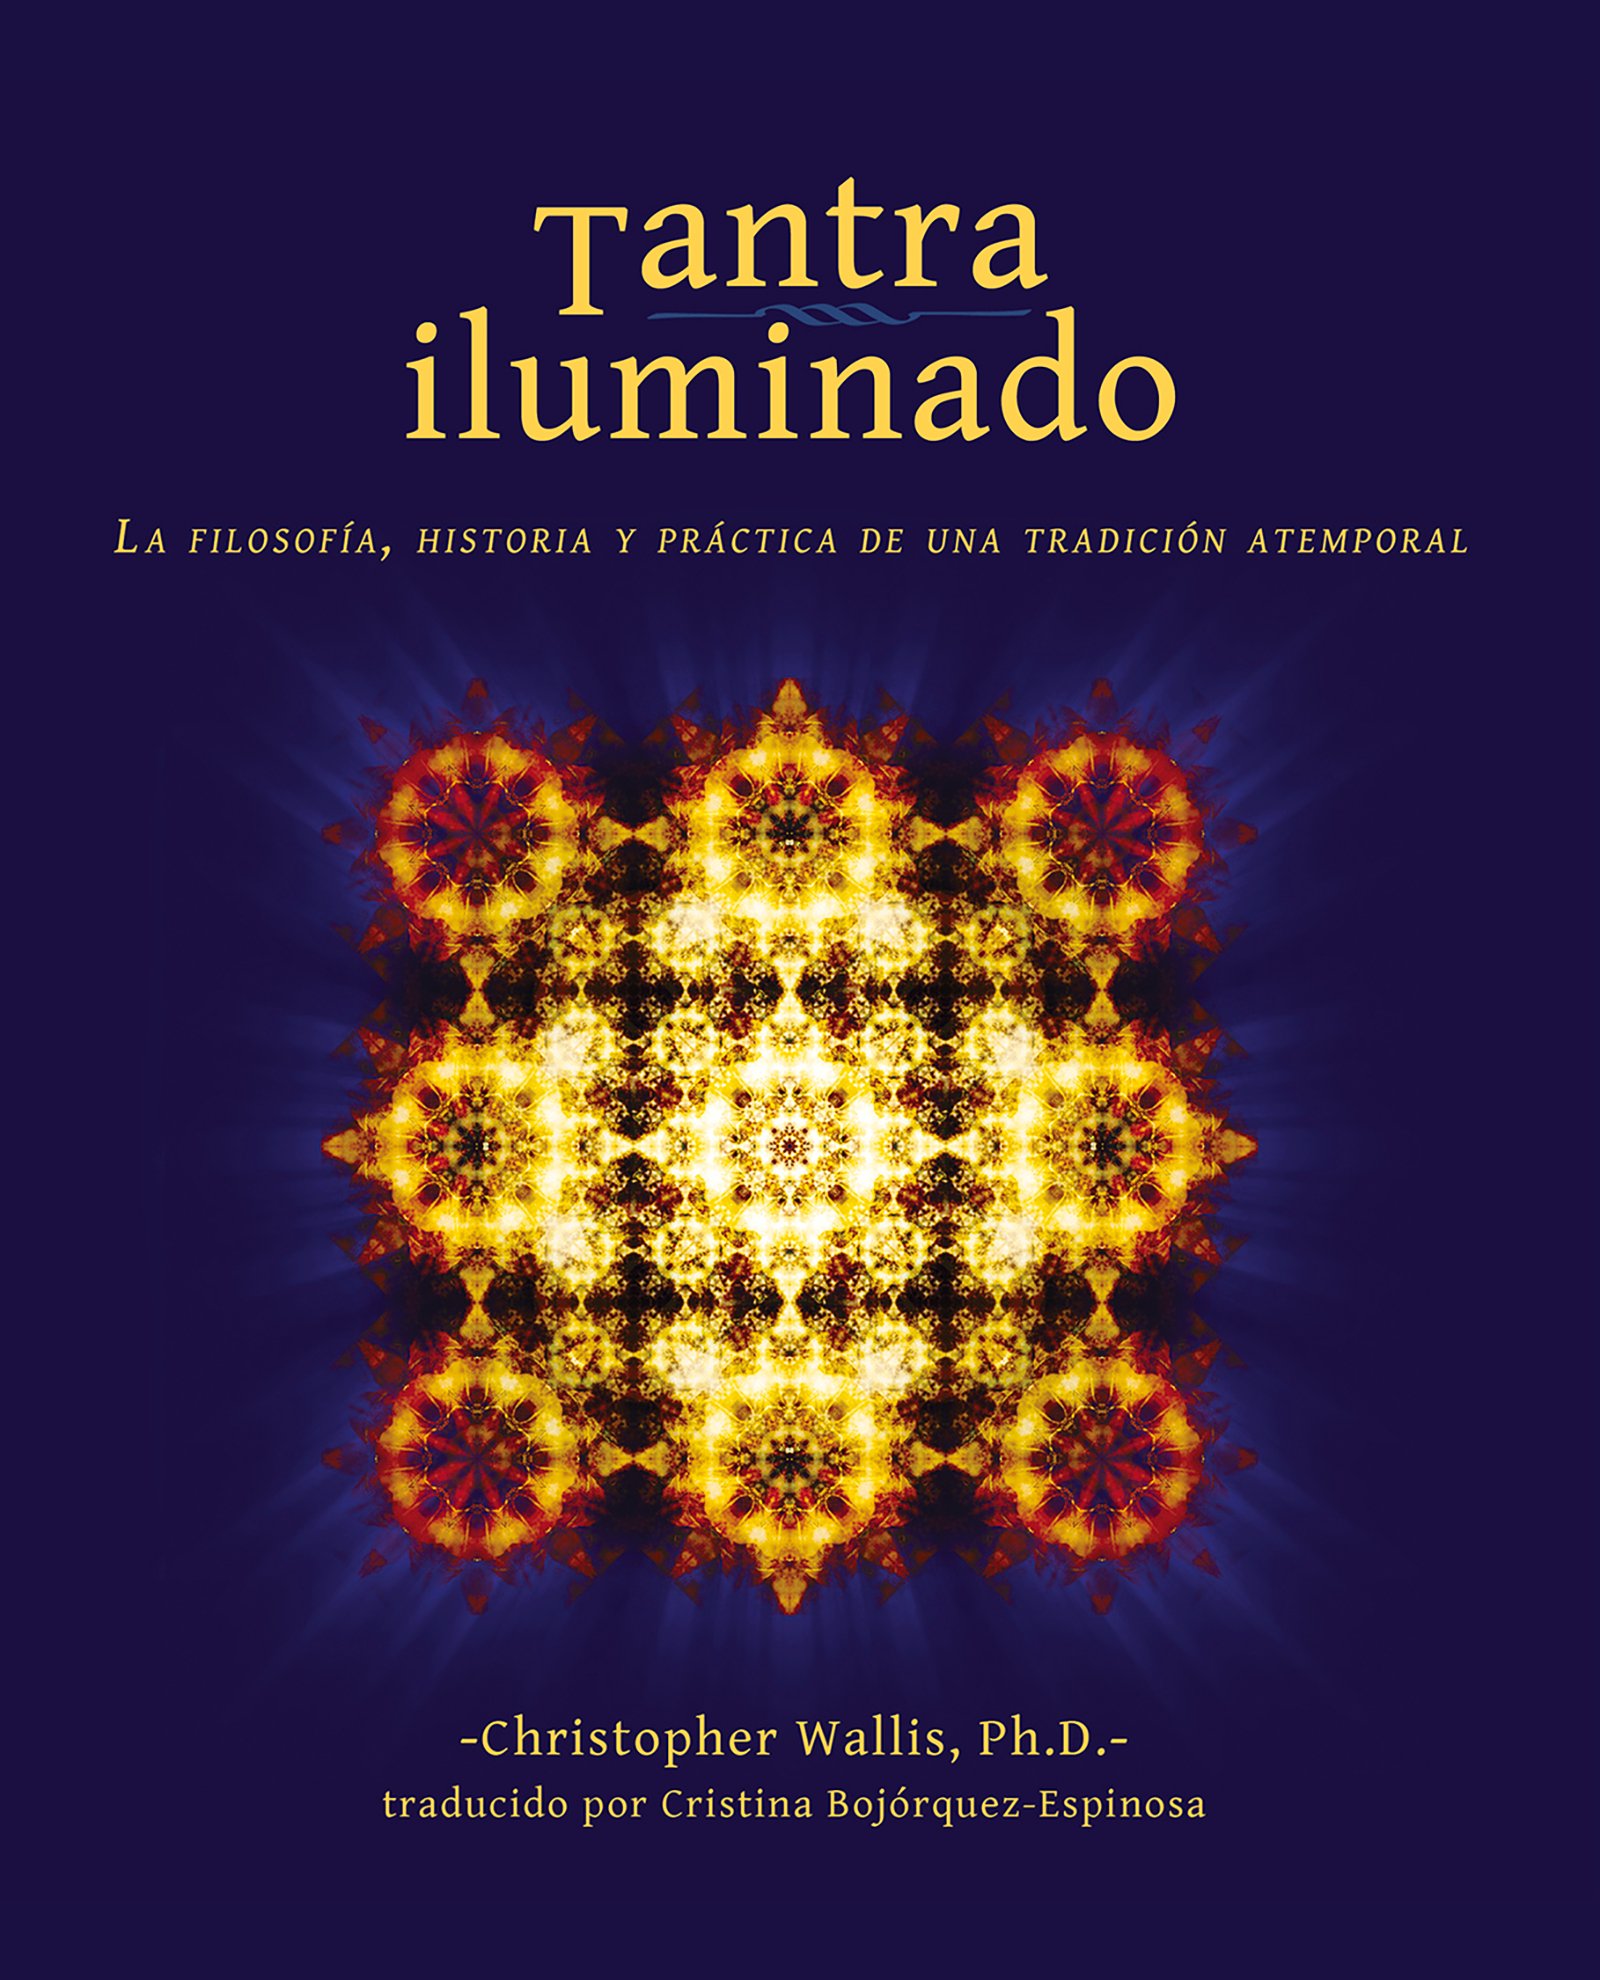 Tantra
iluminado
La filosofía, historia y práctica de una tradición atemporal
-Christopher Wallis, Ph.D.-
traducido por Cristina Bojórquez-Espinosa